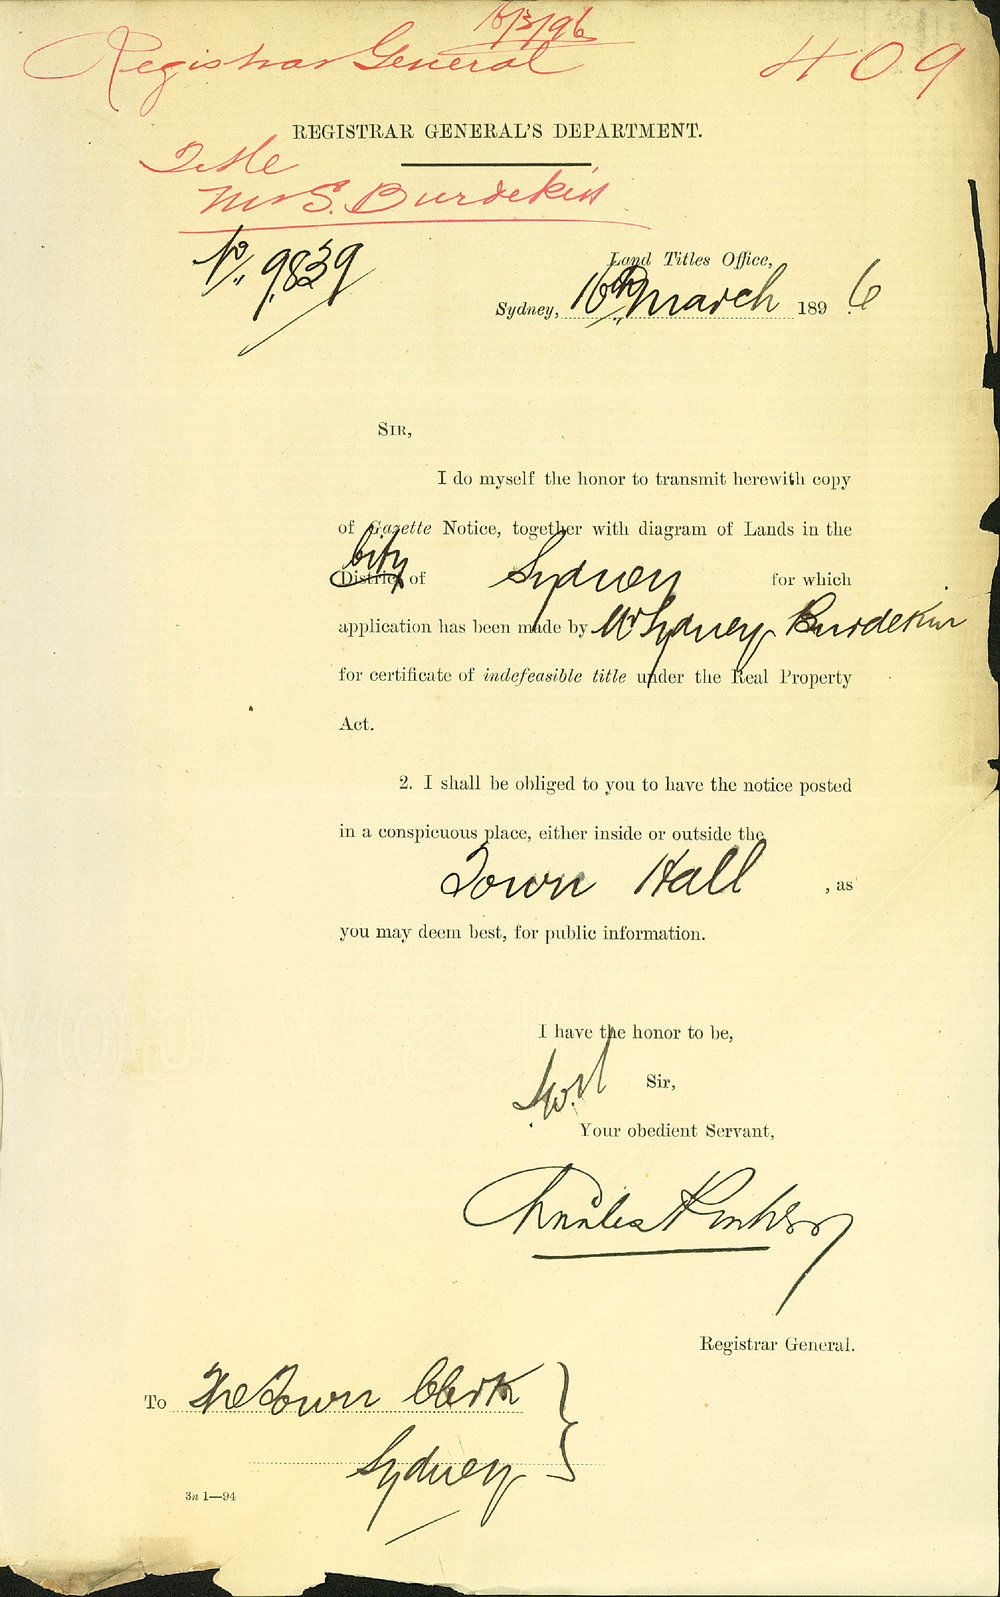 16/3/96
Registrar General
409
REGISTRAR GENERAL'S DEPARTMENT.
Title
Mr S. Burdekin
No. 9839
Land Titles Office,
Sydney, 16th March 1896.
SIR,
I do myself the honor to transmit herewith copy
of Gazette Notice, together with diagram of Lands in the
City
District of Sydney for which
application has been made by Mr Sydney Burdekin
for certificate of indefeasible title under the Real Property
Act.
2. I shall be obliged to you to have the notice posted
in a conspicuous place, either inside or outside the
Town Hall , as
you may deem best, for public information.
I have the honor to be,
Sir,
Your obedient Servant,
Charles
Registrar General.
To The Town Clerk
Sydney
3n 1—94